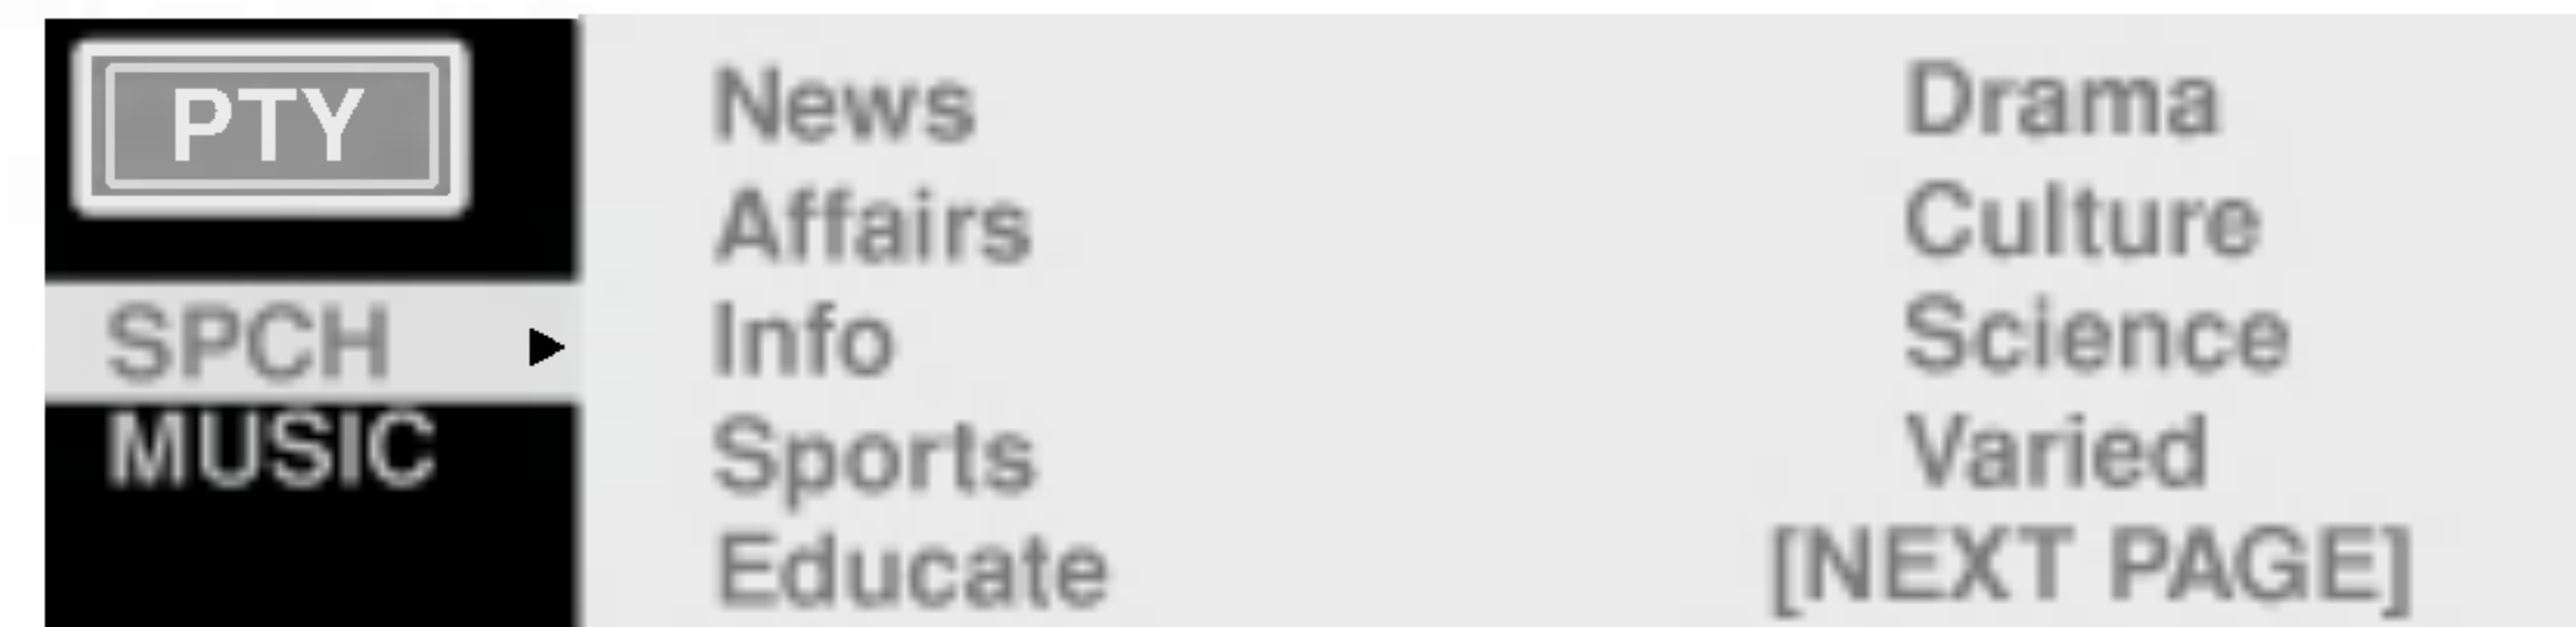 PTY
SPCH
MUSIC
News
Affairs
Info
Sports
Educate
Drama
Culture
Science
Varied
[NEXT PAGE]